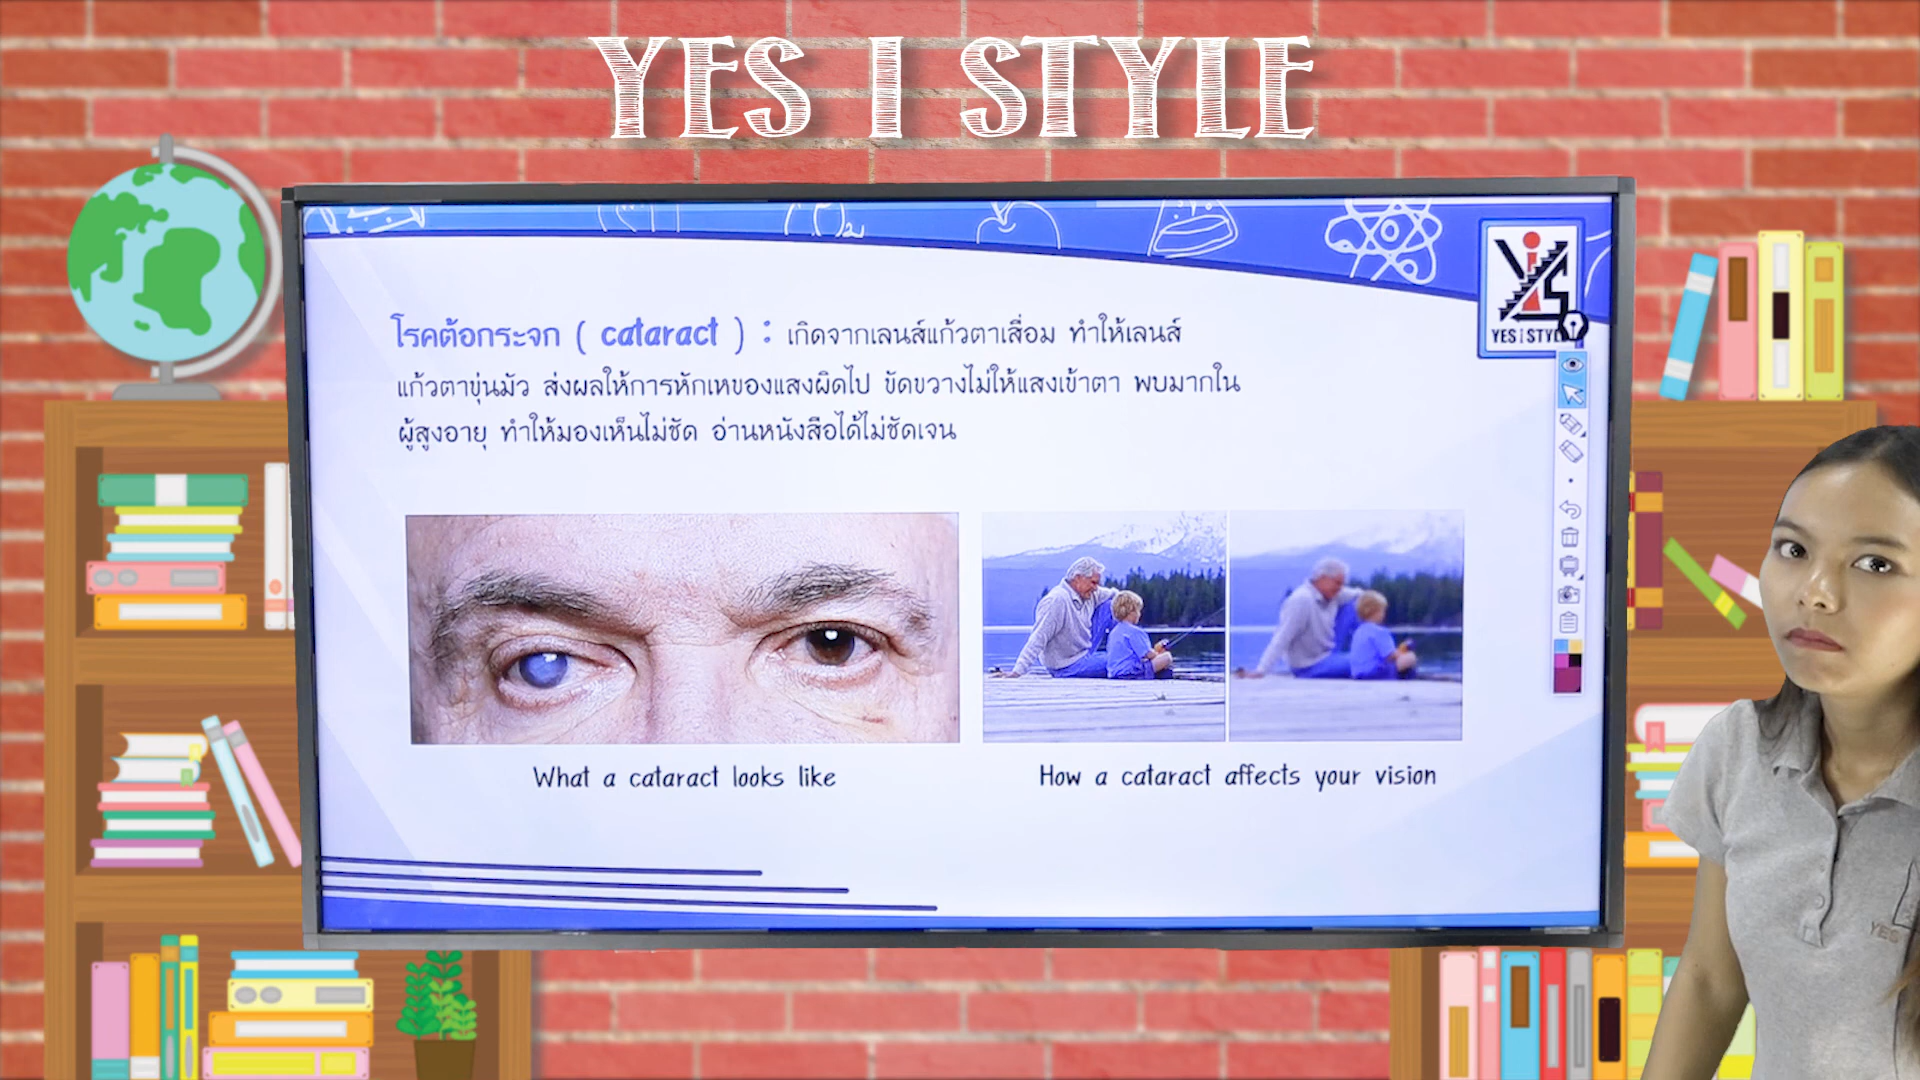 YES I STYLE
โรคต้อกระจก ( cataract ) : เกิดจากเลนส์แก้วตาเสื่อม ทำให้เลนส์
แก้วตาขุ่นมัว ส่งผลให้การหักเหของแสงผิดไป ขัดขวางไม่ให้แสงเข้าตา พบมากใน
ผู้สูงอายุ ทำให้มองเห็นไม่ชัด อ่านหนังสือได้ไม่ชัดเจน
What a cataract looks like
How a cataract affects your vision
YiS
YES I STYLE
YES